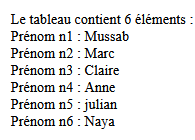 Le tableau contient 6 éléments :
Prénom n1 : Mussab
Prénom n2 : Marc
Prénom n3 : Claire
Prénom n4 : Anne
Prénom n5 : julian
Prénom n6 : Naya